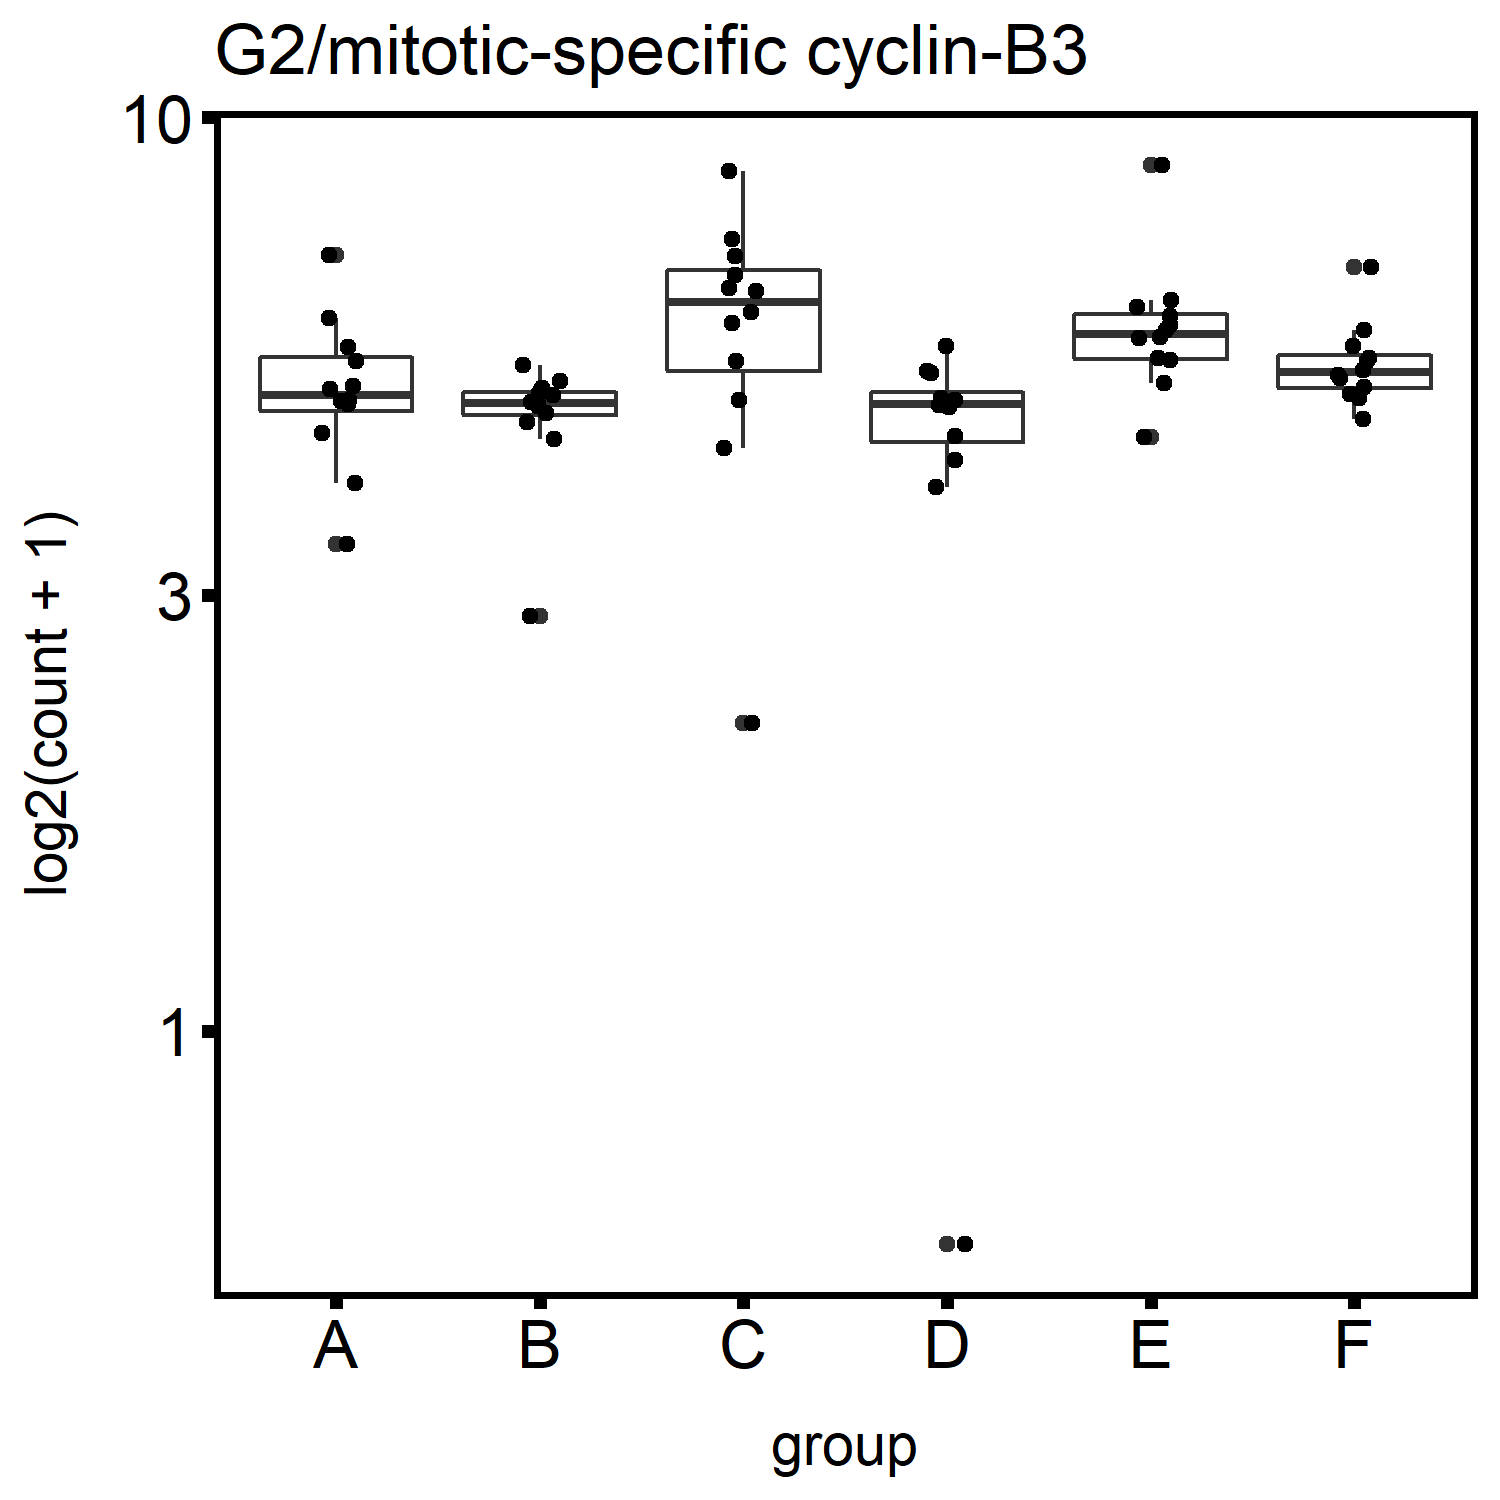 G2/mitotic-specific cyclin-B3
10
3
1
log2(count + 1)
A B C D E F
group